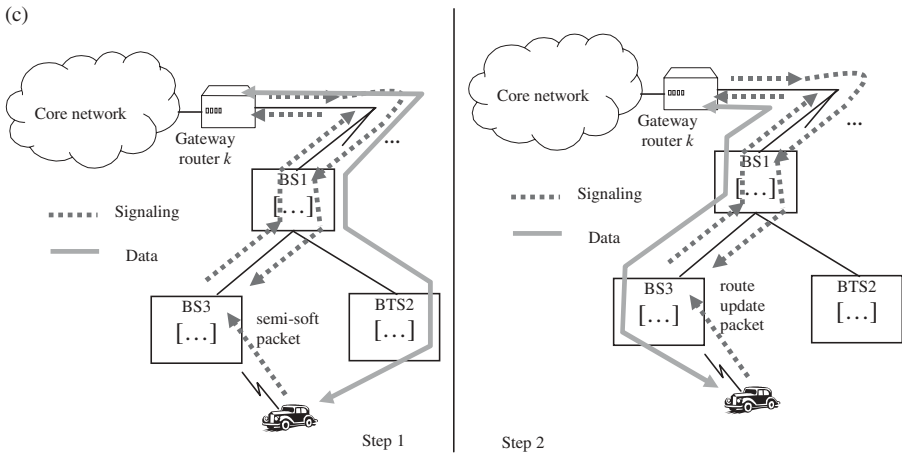 (c)
Core network
Gateway
router k
...
BS1
[...]
Signaling
Data
BS3
[...]
semi-soft
packet
BTS2
[...]
Step 1
Core network
Gateway
router k
...
BS1
[...]
Signaling
Data
BS3
[...]
route
update
packet
BTS2
[...]
Step 2